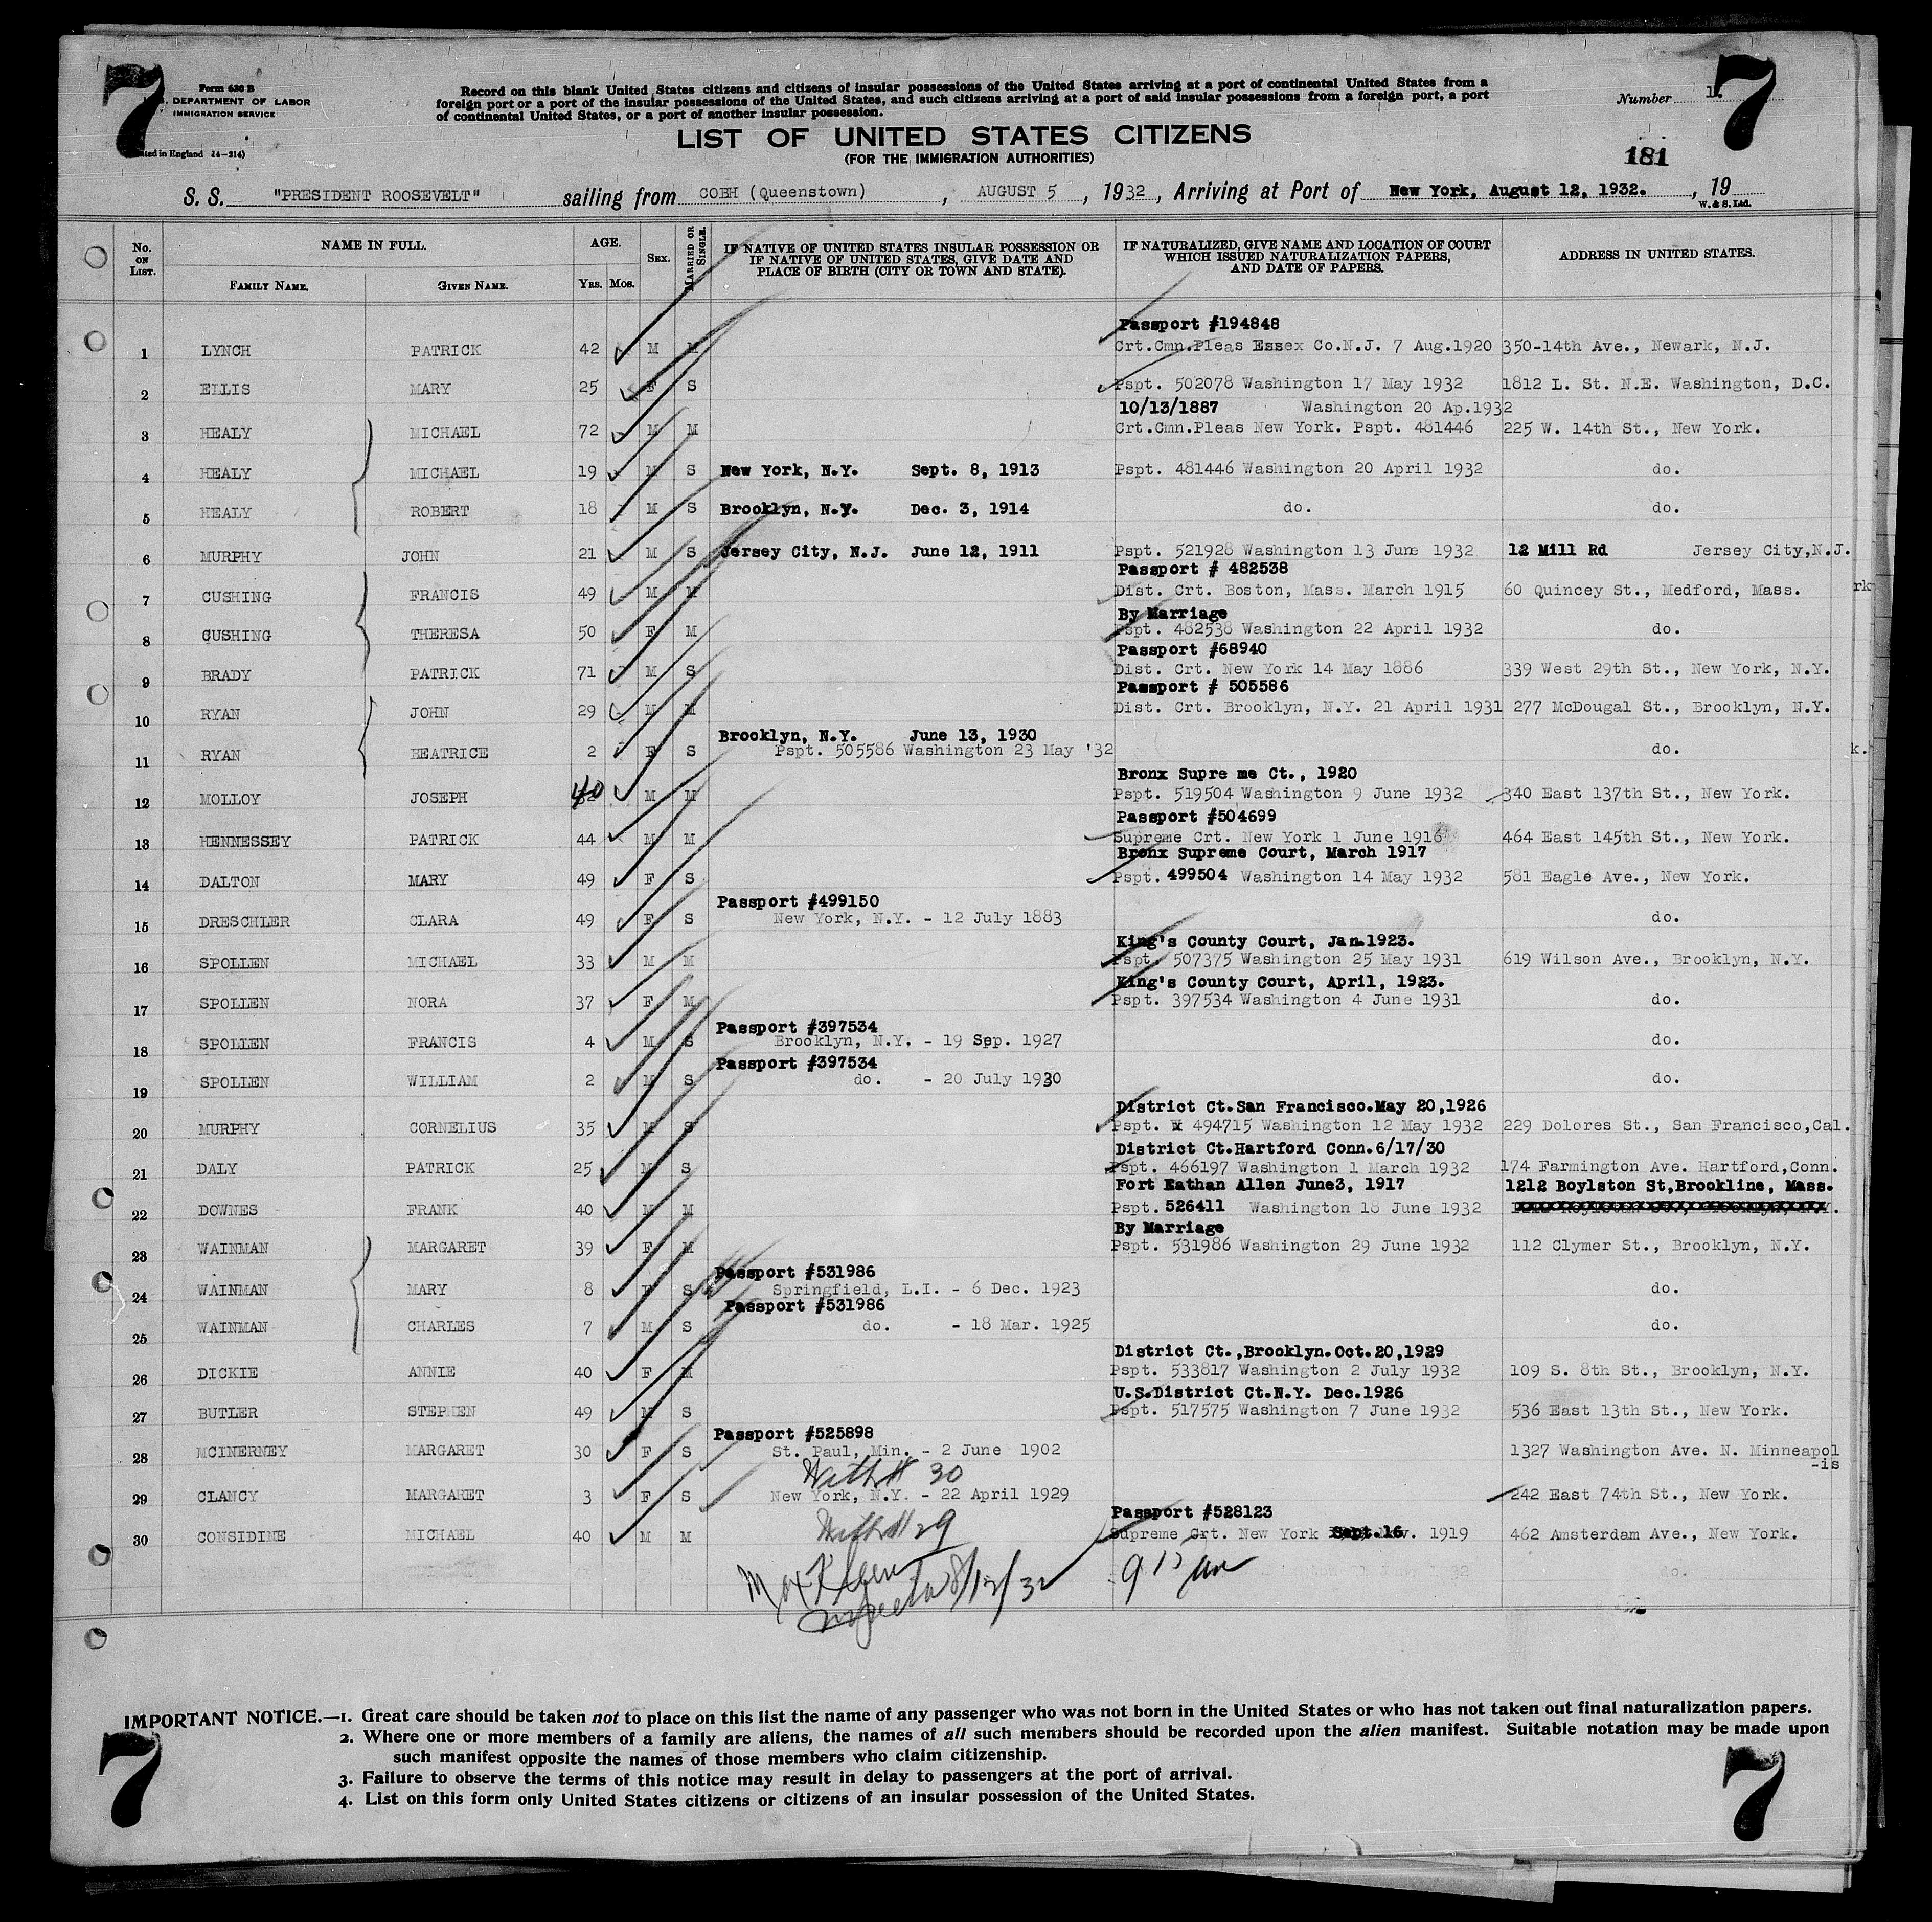 7
7
Form 630 B
U.S. DEPARTMENT OF LABOR
IMMIGRATION SERVICE
(Printed in England 14—214)
Record on this blank United States citizens and citizens of insular possessions of the United States arriving at a port of continental United States from a
foreign port or a port of the insular possessions of the United States, and such citizens arriving at a port of said insular possessions from a foreign port, a port
of continental United States, or a port of another insular possession.
Number 1.
LIST OF UNITED STATES CITIZENS
(FOR THE IMMIGRATION AUTHORITIES)
181
S. S. "PRESIDENT ROOSEVELT" sailing from COBH (Queenstown) , AUGUST 5 , 1932, Arriving at Port of New York, August 12, 1932. , 19
W. & S. Ltd.
No. ON LIST. NAME IN FULL. AGE. SEX. MARRIED OR SINGLE. IF NATIVE OF UNITED STATES INSULAR POSSESSION OR IF NATIVE OF UNITED STATES, GIVE DATE AND PLACE OF BIRTH (CITY OR TOWN AND STATE). IF NATURALIZED, GIVE NAME AND LOCATION OF COURT WHICH ISSUED NATURALIZATION PAPERS, AND DATE OF PAPERS. ADDRESS IN UNITED STATES.
FAMILY NAME. GIVEN NAME. YRS. MOS.
Passport #194848
1 LYNCH PATRICK 42 M M Crt.Cmn.Pleas Essex Co.N.J. 7 Aug.1920 350-14th Ave., Newark, N.J.
2 ELLIS MARY 25 F S Pspt. 502078 Washington 17 May 1932 1812 L. St. N.E. Washington, D.C.
10/13/1887 Washington 20 Ap.1932
3 HEALY MICHAEL 72 M M Crt.Cmn.Pleas New York. Pspt. 481446 225 W. 14th St., New York.
4 HEALY MICHAEL 19 M S New York, N.Y. Sept. 8, 1913 Pspt. 481446 Washington 20 April 1932 do.
5 HEALY ROBERT 18 M S Brooklyn, N.Y. Dec. 3, 1914 do. do.
6 MURPHY JOHN 21 M S Jersey City, N.J. June 12, 1911 Pspt. 521928 Washington 13 June 1932 12 Mill Rd Jersey City,N.J.
Passport # 482538
7 CUSHING FRANCIS 49 M M Dist. Crt. Boston, Mass. March 1915 60 Quincey St., Medford, Mass. rk
By Marriage
8 CUSHING THERESA 50 F M Pspt. 482538 Washington 22 April 1932 do.
Passport #68940
9 BRADY PATRICK 71 M S Dist. Crt. New York 14 May 1886 339 West 29th St., New York, N.Y.
Passport # 505586
10 RYAN JOHN 29 M M Dist. Crt. Brooklyn, N.Y. 21 April 1931 277 McDougal St., Brooklyn, N.Y.
Brooklyn, N.Y. June 13, 1930
11 RYAN BEATRICE 2 F S Pspt. 505586 Washington 23 May '32 do. k.
Bronx Supre me Ct., 1920
12 MOLLOY JOSEPH 40 M M Pspt. 519504 Washington 9 June 1932 340 East 137th St., New York.
Passport #504699
13 HENNESSEY PATRICK 44 M M Supreme Crt. New York 1 June 1916 464 East 145th St., New York.
Bronx Supreme Court, March 1917
14 DALTON MARY 49 F S Pspt. 499504 Washington 14 May 1932 581 Eagle Ave., New York.
Passport #499150
15 DRESCHLER CLARA 49 F S New York, N.Y. - 12 July 1883 do.
King's County Court, Jan.1923.
16 SPOLLEN MICHAEL 33 M M Pspt. 507375 Washington 25 May 1931 619 Wilson Ave., Brooklyn, N.Y.
King's County Court, April, 1923.
17 SPOLLEN NORA 37 F M Pspt. 397534 Washington 4 June 1931 do.
Passport #397534
18 SPOLLEN FRANCIS 4 M S Brooklyn, N.Y. - 19 Sep. 1927 do.
Passport #397534
19 SPOLLEN WILLIAM 2 M S do. - 20 July 1930 do.
District Ct.San Francisco.May 20,1926
20 MURPHY CORNELIUS 35 M S Pspt. 494715 Washington 12 May 1932 229 Dolores St., San Francisco,Cal.
District Ct.Hartford Conn.6/17/30
21 DALY PATRICK 25 M S Pspt. 466197 Washington 1 March 1932 174 Farmington Ave. Hartford,Conn.
Fort Eathan Allen June3, 1917 1212 Boylston St,Brookline, Mass.
22 DOWNES FRANK 40 M M Pspt. 526411 Washington 18 June 1932
By Marriage
23 WAINMAN MARGARET 39 F M Pspt. 531986 Washington 29 June 1932 112 Clymer St., Brooklyn, N.Y.
Passport #531986
24 WAINMAN MARY 8 F S Springfield, L.I. - 6 Dec. 1923 do.
Passport #531986
25 WAINMAN CHARLES 7 M S do. - 18 Mar. 1925 do.
District Ct.,Brooklyn.Oct.20,1929
26 DICKIE ANNIE 40 F M Pspt. 533817 Washington 2 July 1932 109 S. 8th St., Brooklyn, N.Y.
U.S.District Ct.N.Y. Dec.1926
27 BUTLER STEPHEN 49 M S Pspt. 517575 Washington 7 June 1932 536 East 13th St., New York.
Passport #525898
28 MCINERNEY MARGARET 30 F S St. Paul, Min. - 2 June 1902 1327 Washington Ave. N. Minneapol
-is
With # 30
29 CLANCY MARGARET 3 F S New York, N.Y. - 22 April 1929 242 East 74th St., New York.
Passport #528123
30 CONSIDINE MICHAEL 40 M M With # 29 Supreme Crt. New York Sept.16 1919 462 Amsterdam Ave., New York.
Inspector 8/12/32
do.
IMPORTANT NOTICE.—1. Great care should be taken not to place on this list the name of any passenger who was not born in the United States or who has not taken out final naturalization papers.
2. Where one or more members of a family are aliens, the names of all such members should be recorded upon the alien manifest. Suitable notation may be made upon
such manifest opposite the names of those members who claim citizenship.
3. Failure to observe the terms of this notice may result in delay to passengers at the port of arrival.
4. List on this form only United States citizens or citizens of an insular possession of the United States.
7
7